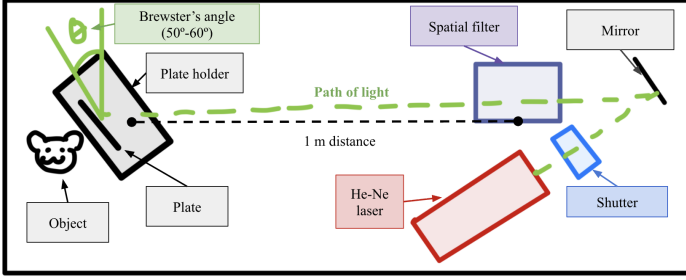 Brewster's angle
(50º-60º)
θ
Spatial filter
Mirror
Plate holder
Path of light
1 m distance
He-Ne
laser
Object
Plate
Shutter